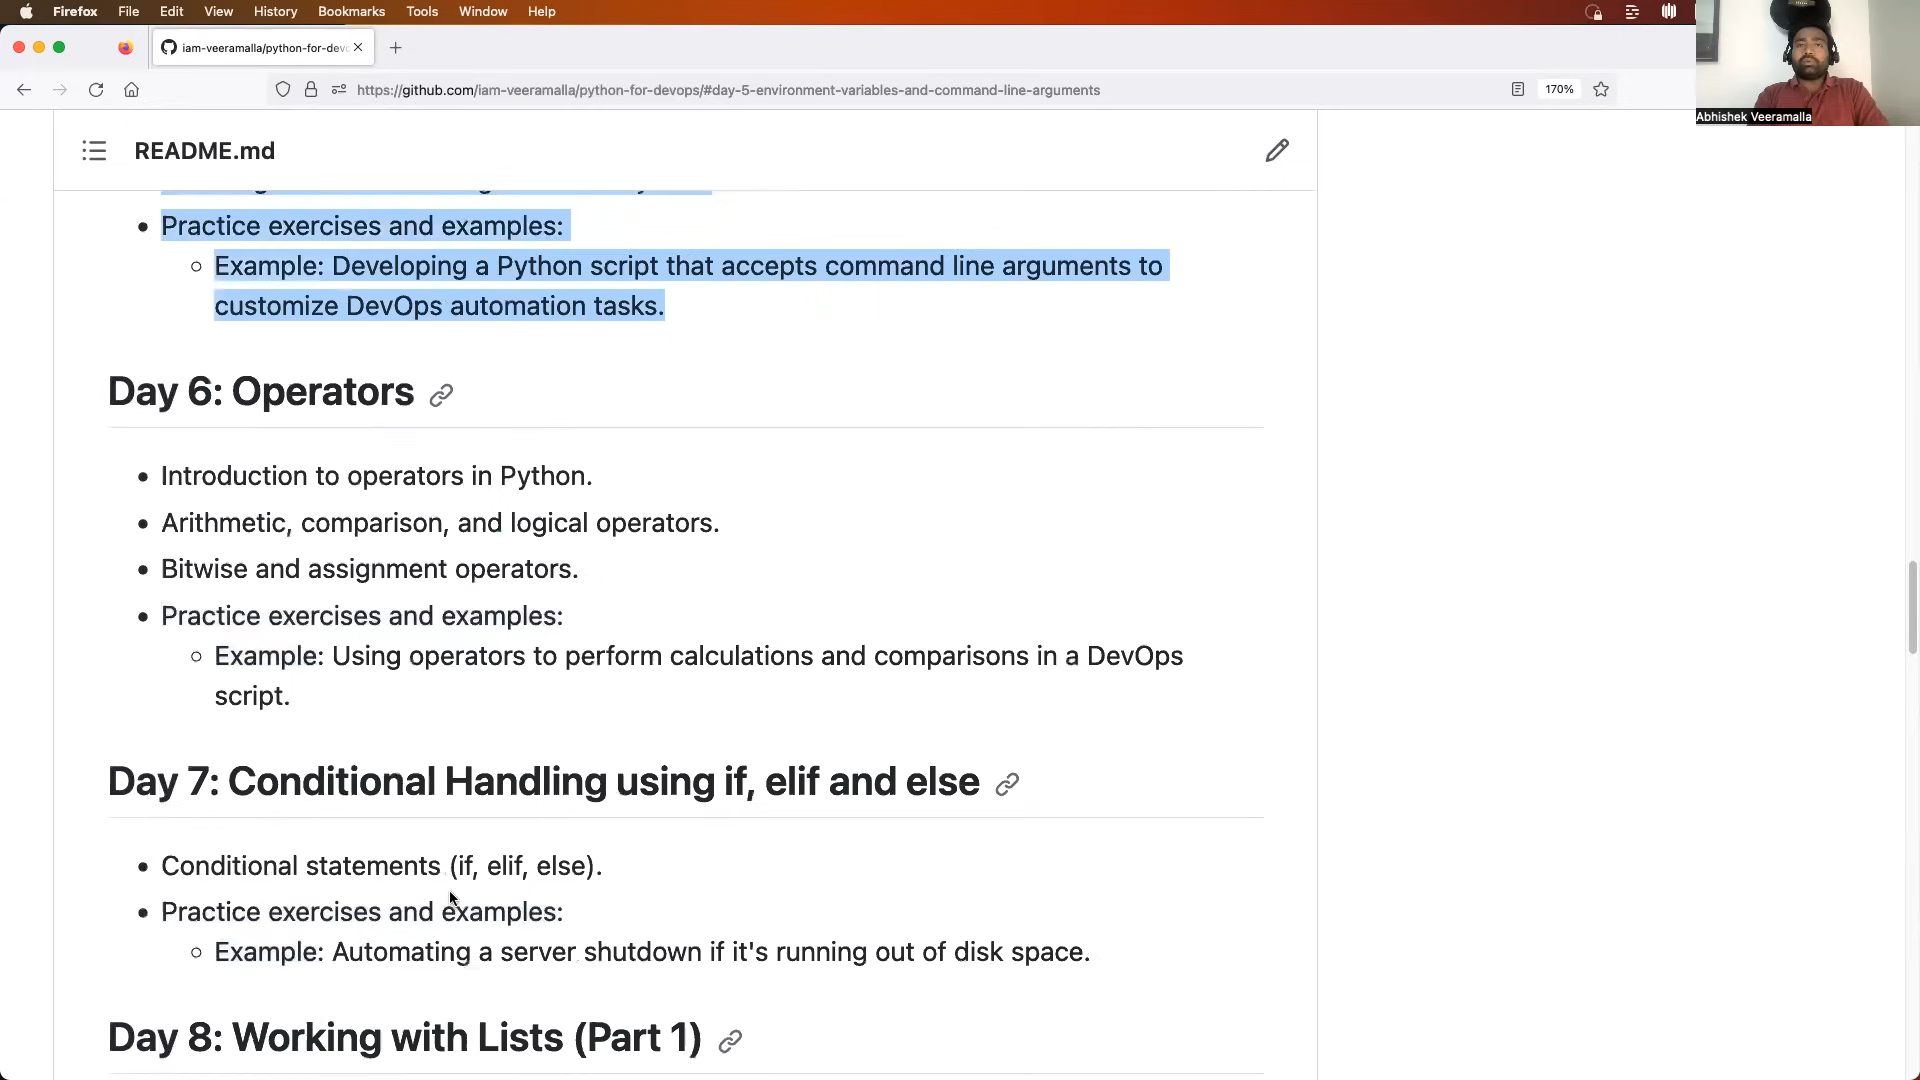 Firefox File Edit View History Bookmarks Tools Window Help
iam-veeramalla/python-for-dev
https://github.com/iam-veeramalla/python-for-devops/#day-5-environment-variables-and-command-line-arguments
170%
Abhishek Veeramalla
README.md
Practice exercises and examples:
Example: Developing a Python script that accepts command line arguments to
customize DevOps automation tasks.
Day 6: Operators
Introduction to operators in Python.
Arithmetic, comparison, and logical operators.
Bitwise and assignment operators.
Practice exercises and examples:
Example: Using operators to perform calculations and comparisons in a DevOps
script.
Day 7: Conditional Handling using if, elif and else
Conditional statements (if, elif, else).
Practice exercises and examples:
Example: Automating a server shutdown if it's running out of disk space.
Day 8: Working with Lists (Part 1)